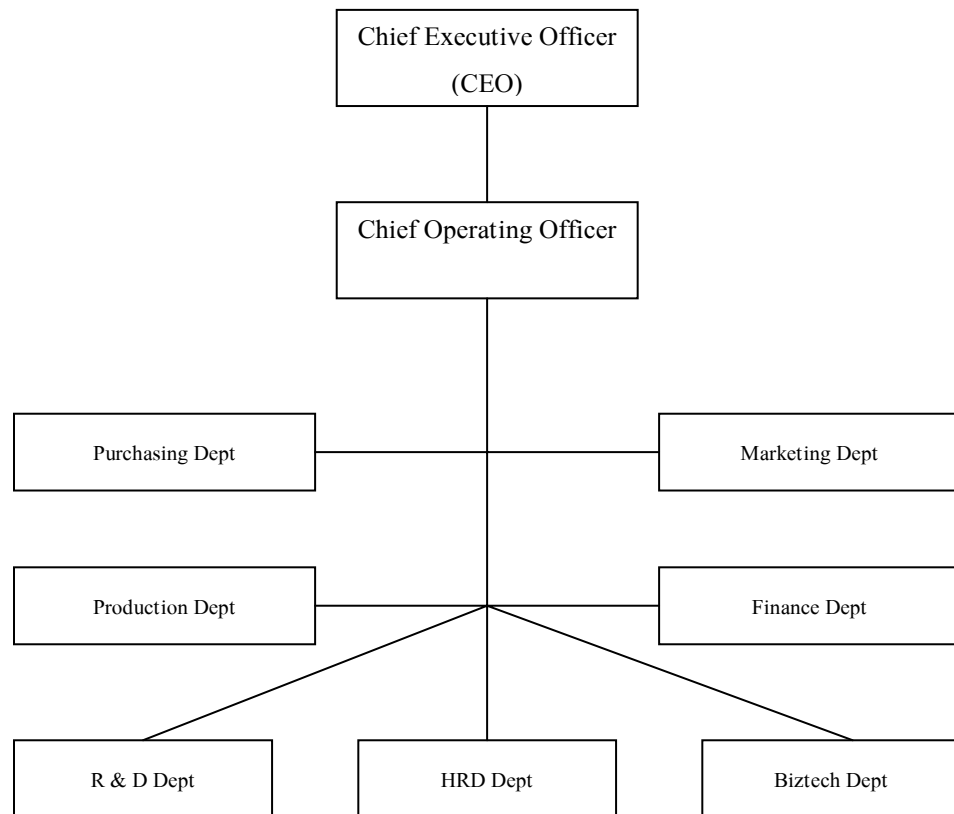 Chief Executive Officer
(CEO)
Chief Operating Officer
Purchasing Dept
Marketing Dept
Production Dept
Finance Dept
R & D Dept
HRD Dept
Biztech Dept